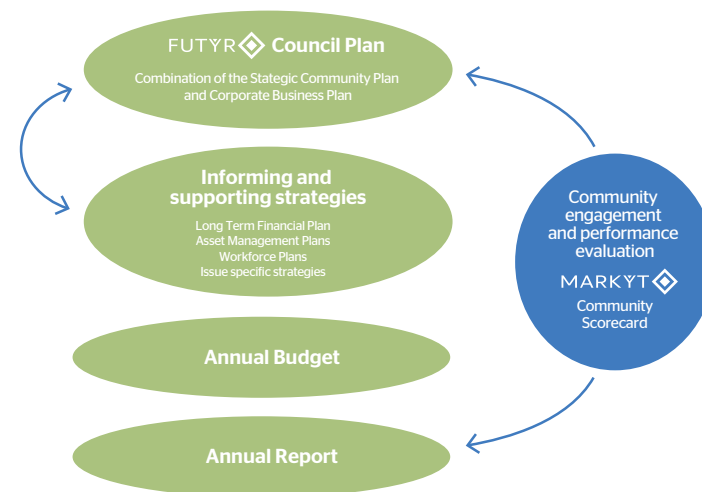 FUTYR Council Plan
Combination of the Stategic Community Plan
and Corporate Business Plan
Informing and
supporting strategies
Long Term Financial Plan
Asset Management Plans
Workforce Plans
Issue specific strategies
Annual Budget
Annual Report
Community
engagement
and performance
evaluation
MARKYT
Community
Scorecard